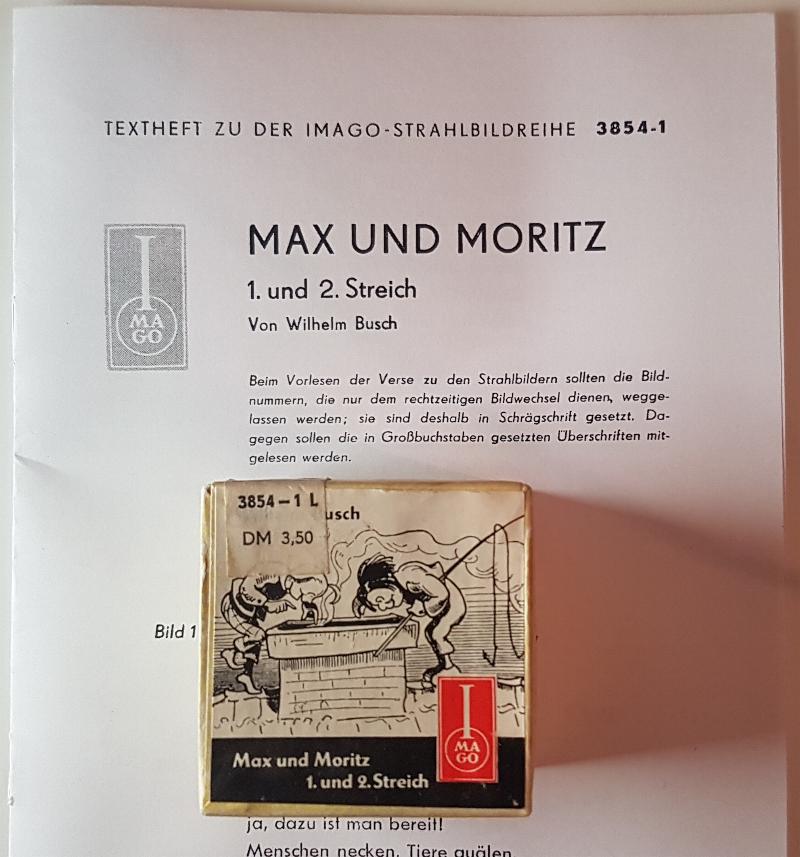 TEXTHEFT ZU DER IMAGO-STRAHLBILDREIHE 3854-1
I
MA
GO
MAX UND MORITZ
1. und 2. Streich
Von Wilhelm Busch
Beim Vorlesen der Verse zu den Strahlbildern sollten die Bild-
nummern, die nur dem rechtzeitigen Bildwechsel dienen, wegge-
lassen werden; sie sind deshalb in Schrägschrift gesetzt. Da-
gegen sollen die in Großbuchstaben gesetzten Überschriften mit-
gelesen werden.
3854-1 L
usch
DM 3,50
Bild 1
I
MA
GO
Max und Moritz
1. und 2. Streich
ja, dazu ist man bereit!
Menschen necken, Tiere quälen